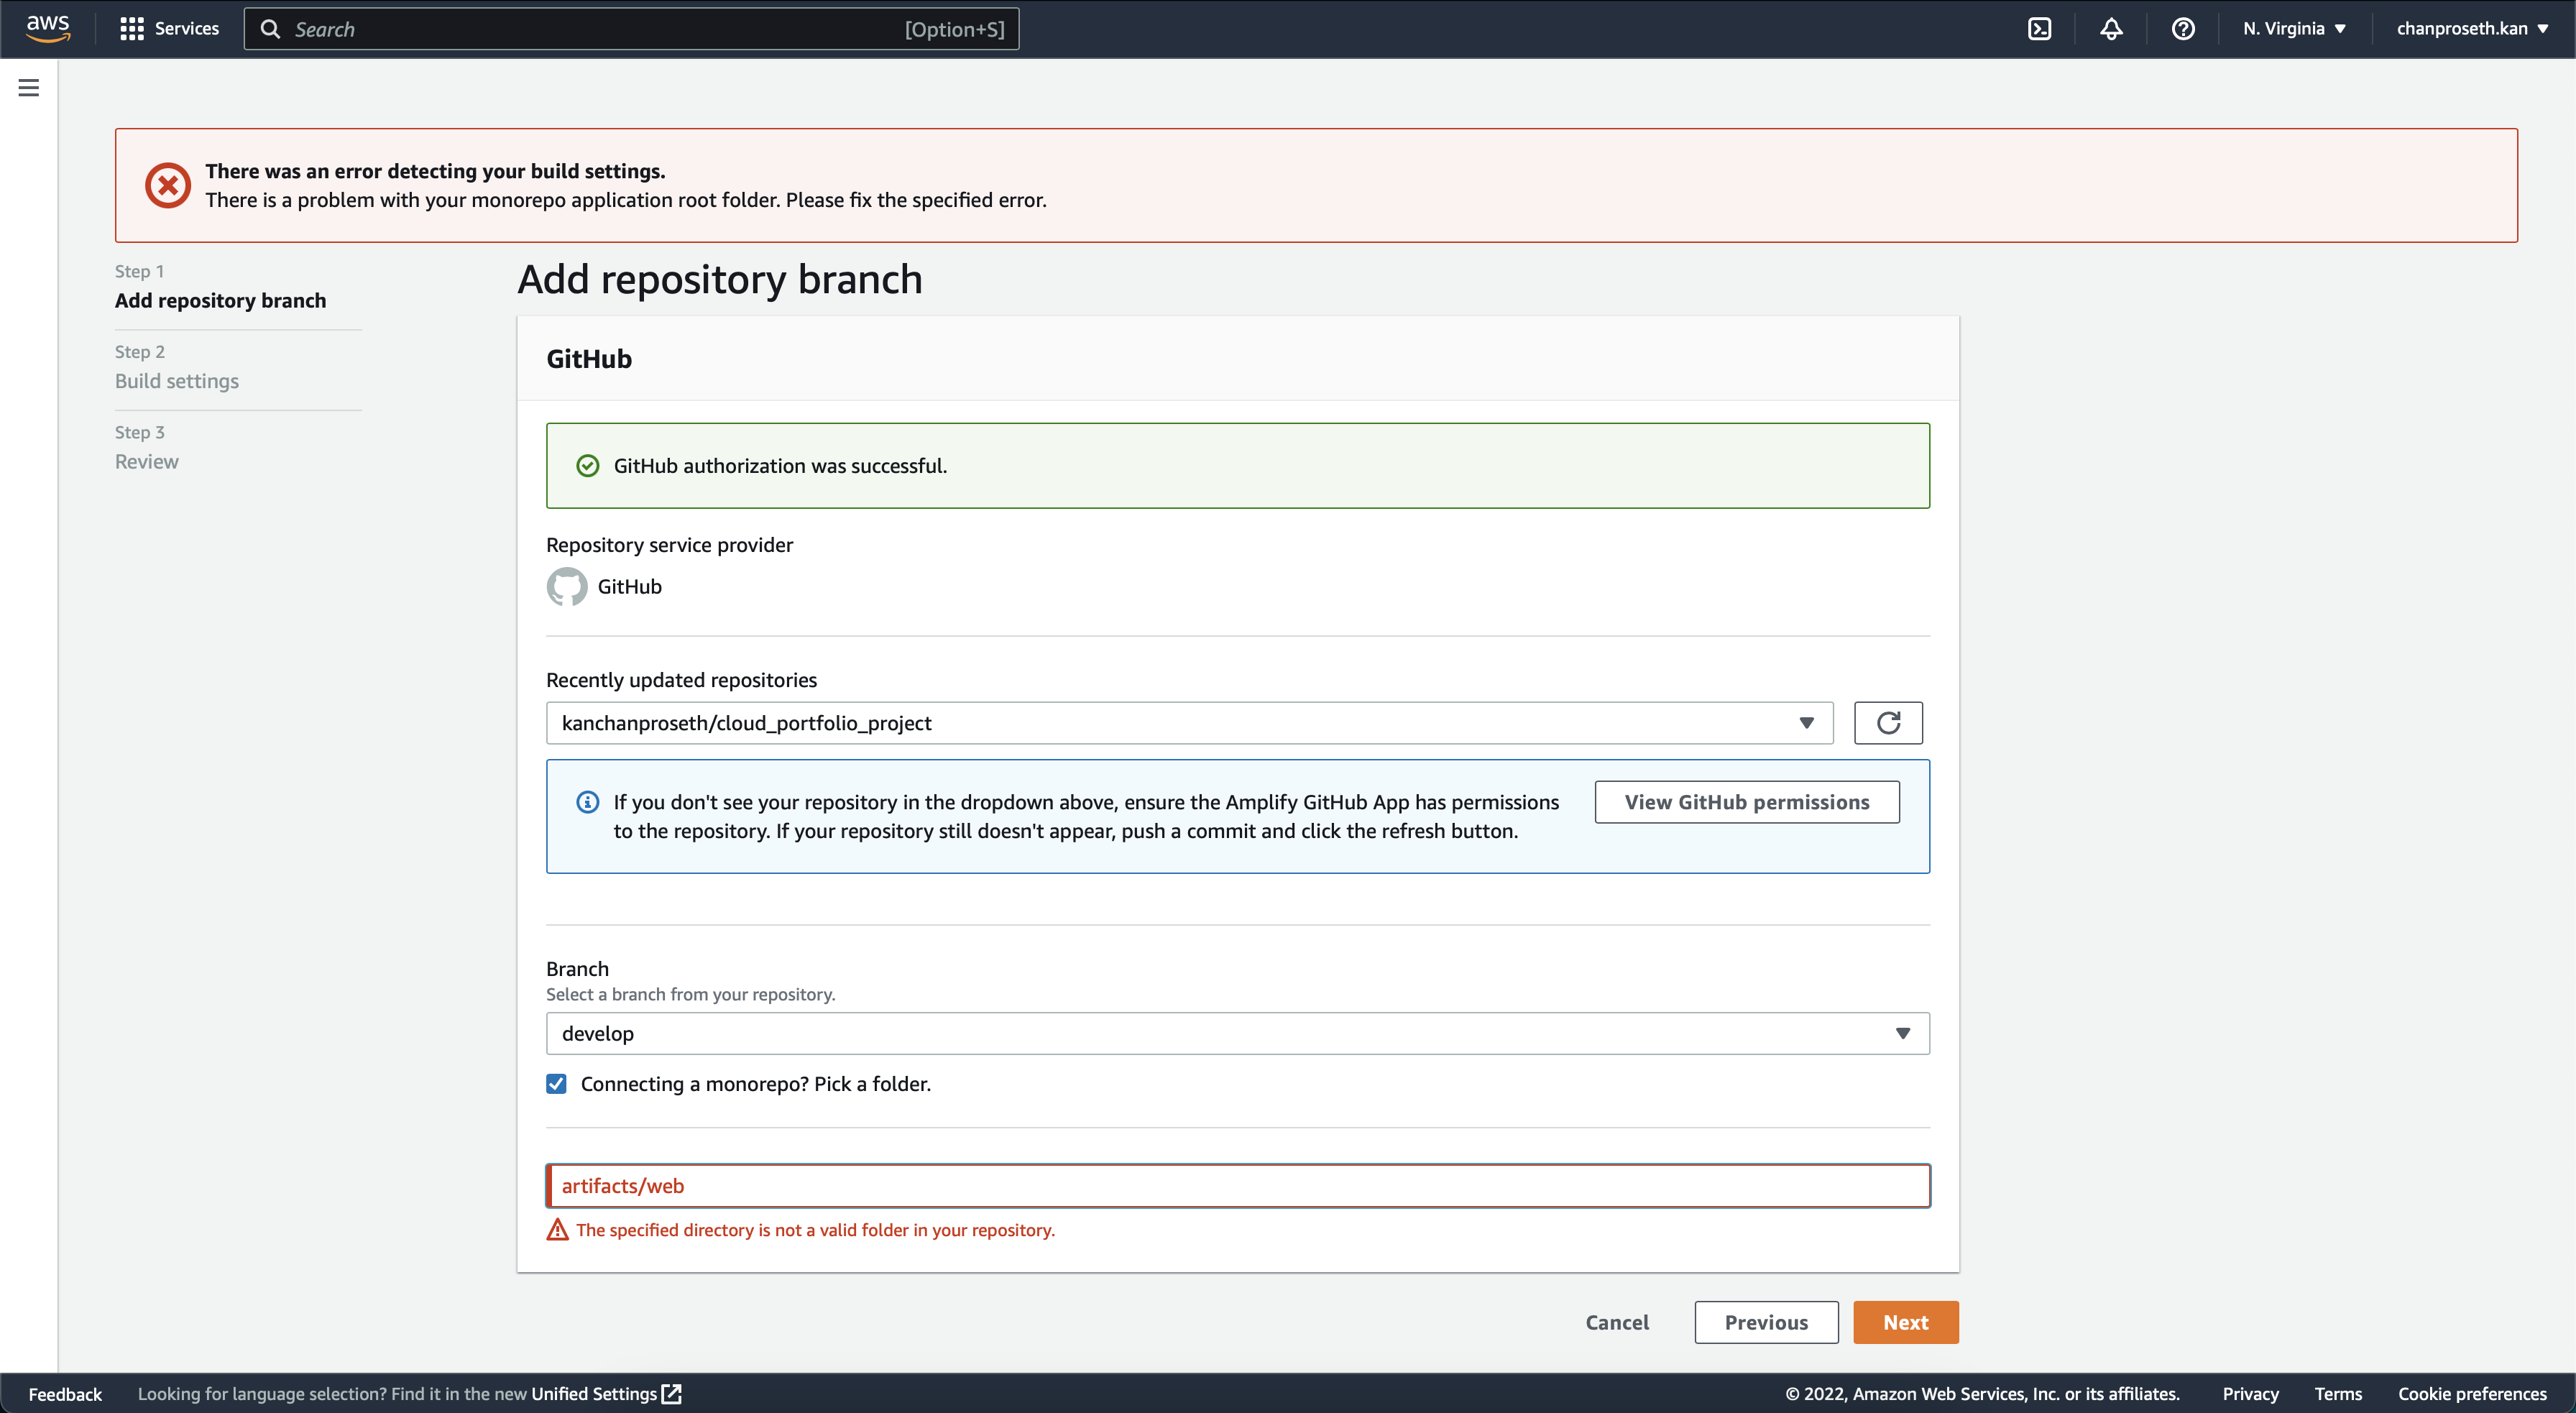 aws
Services
Search
[Option+S]
N. Virginia
chanproseth.kan
There was an error detecting your build settings.
There is a problem with your monorepo application root folder. Please fix the specified error.
Step 1
Add repository branch
Step 2
Build settings
Step 3
Review
Add repository branch
GitHub
GitHub authorization was successful.
Repository service provider
GitHub
Recently updated repositories
kanchanproseth/cloud_portfolio_project
If you don't see your repository in the dropdown above, ensure the Amplify GitHub App has permissions
to the repository. If your repository still doesn't appear, push a commit and click the refresh button.
View GitHub permissions
Branch
Select a branch from your repository.
develop
Connecting a monorepo? Pick a folder.
artifacts/web
The specified directory is not a valid folder in your repository.
Cancel
Previous
Next
Feedback
Looking for language selection? Find it in the new Unified Settings
© 2022, Amazon Web Services, Inc. or its affiliates.
Privacy
Terms
Cookie preferences